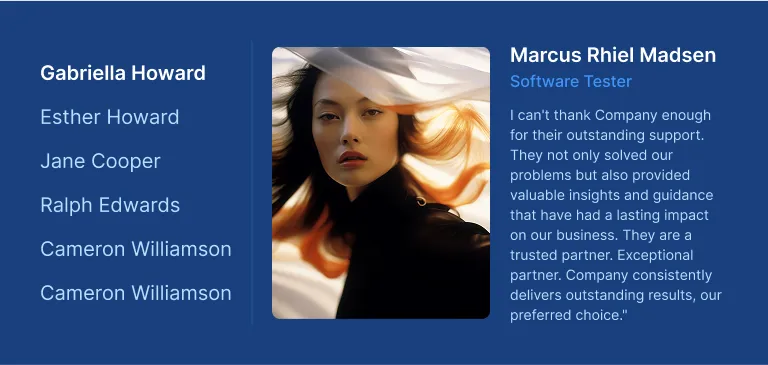 Gabriella Howard
Esther Howard
Jane Cooper
Ralph Edwards
Cameron Williamson
Cameron Williamson
Marcus Rhiel Madsen
Software Tester
I can't thank Company enough
for their outstanding support.
They not only solved our
problems but also provided
valuable insights and guidance
that have had a lasting impact
on our business. They are a
trusted partner. Exceptional
partner. Company consistently
delivers outstanding results, our
preferred choice."